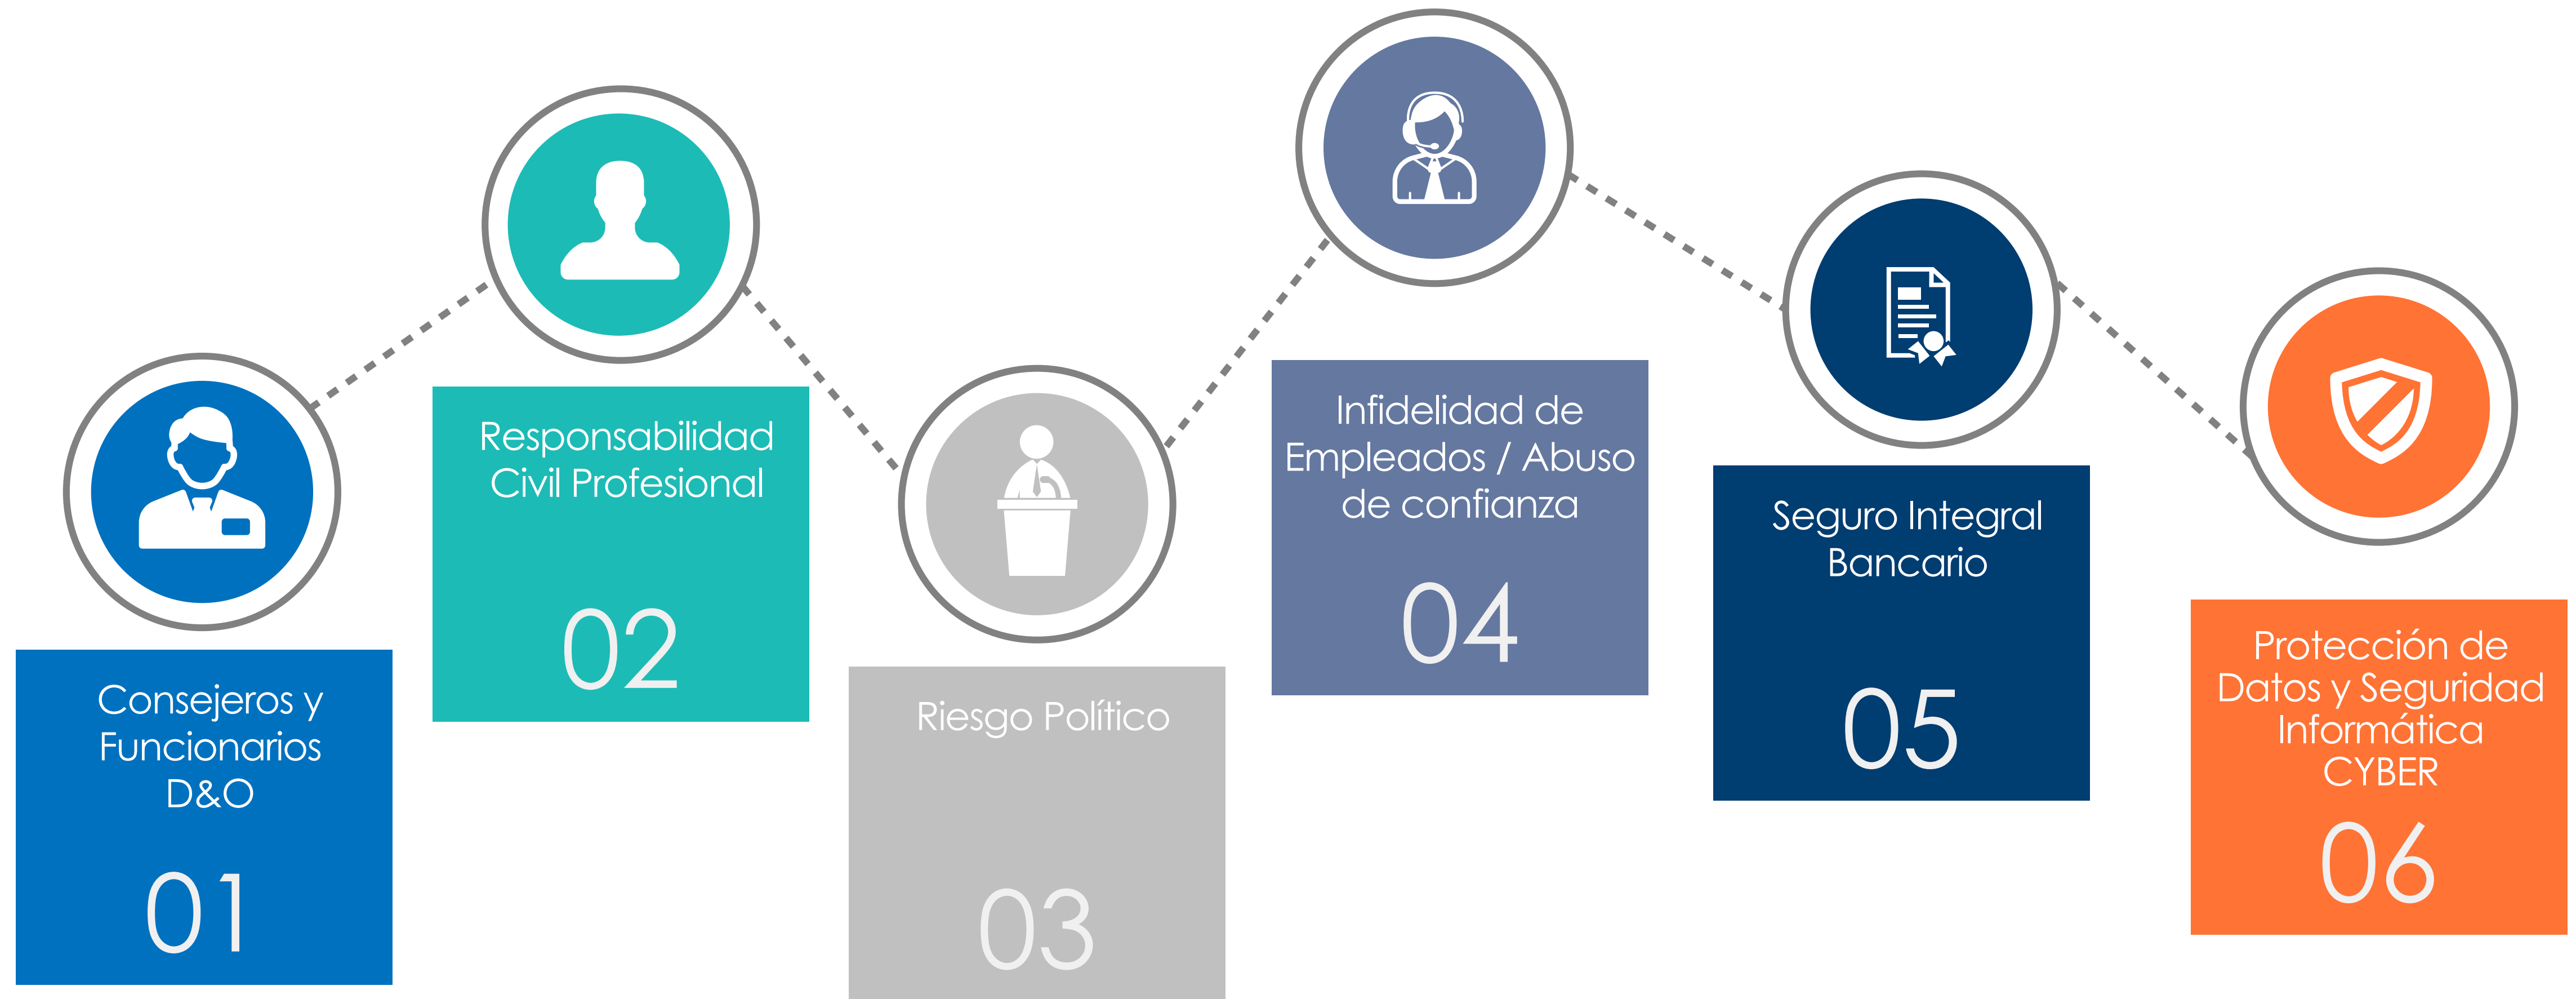 Consejeros y
Funcionarios
D&O
01
Responsabilidad
Civil Profesional
02
Riesgo Político
03
Infidelidad de
Empleados / Abuso
de confianza
04
Seguro Integral
Bancario
05
Protección de
Datos y Seguridad
Informática
CYBER
06